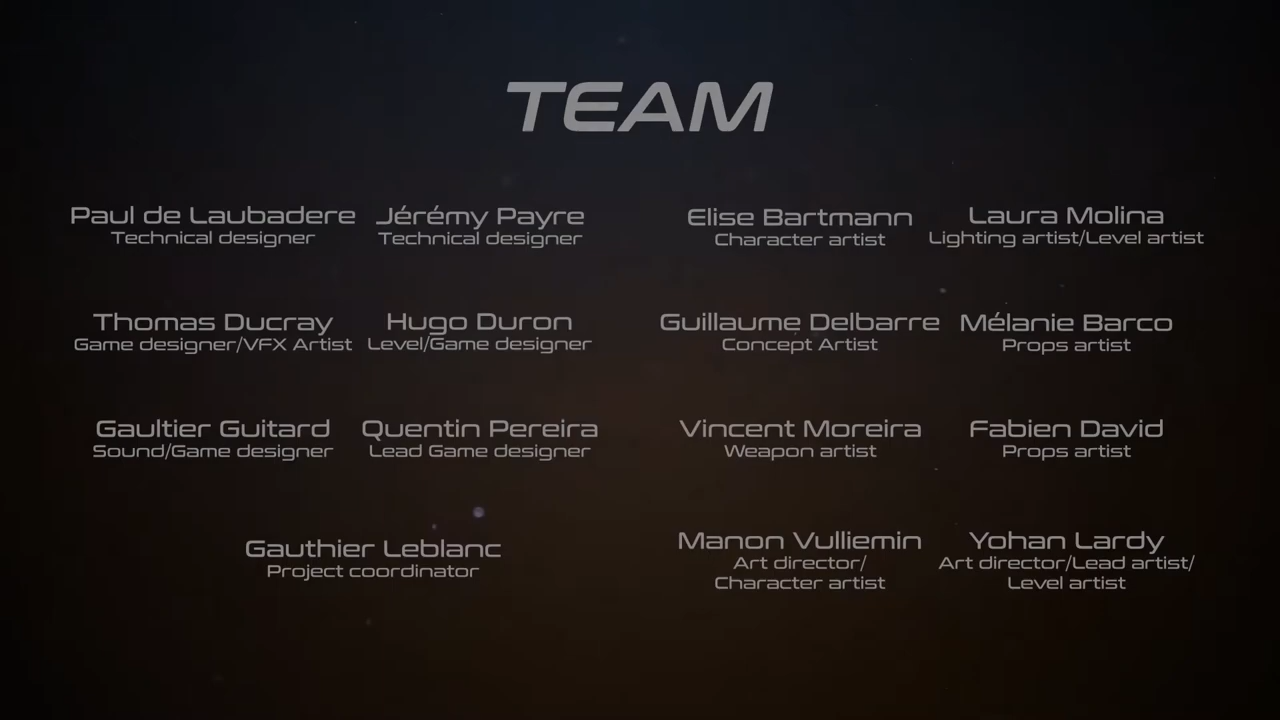 TEAM
Paul de Laubadere
Technical designer
Jérémy Payre
Technical designer
Elise Bartmann
Character artist
Laura Molina
Lighting artist/Level artist
Thomas Ducray
Game designer/VFX Artist
Hugo Duron
Level/Game designer
Guillaume Delbarre
Concept Artist
Mélanie Barco
Props artist
Gaultier Guitard
Sound/Game designer
Quentin Pereira
Lead Game designer
Vincent Moreira
Weapon artist
Fabien David
Props artist
Gauthier Leblanc
Project coordinator
Manon Vulliemin
Art director/
Character artist
Yohan Lardy
Art director/Lead artist/
Level artist